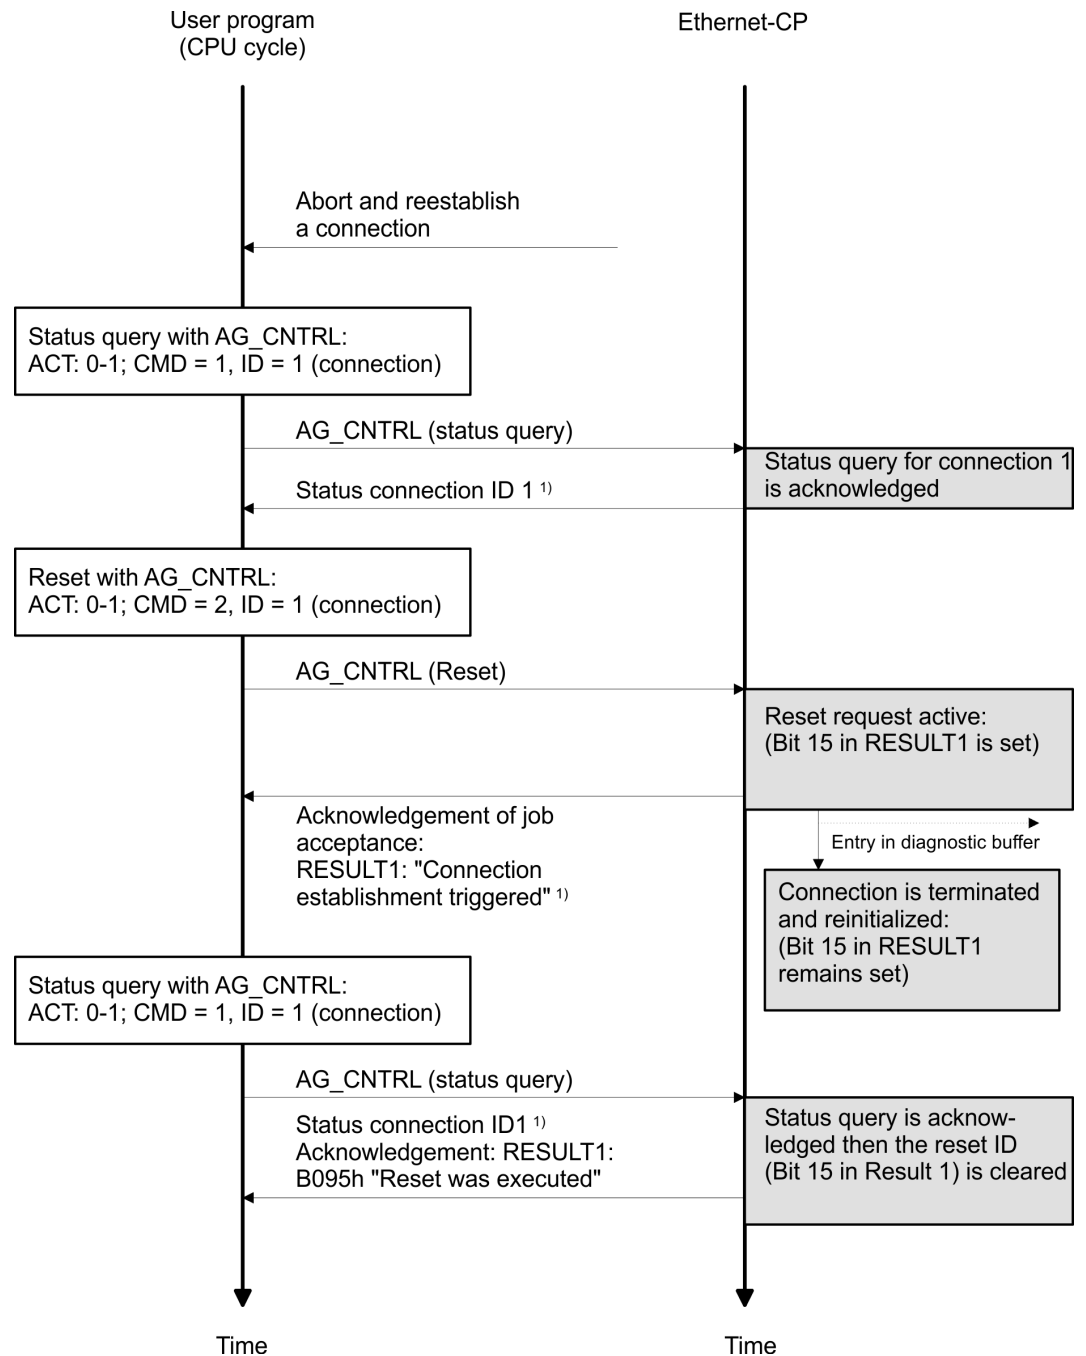 User program
(CPU cycle)
Ethernet-CP
Abort and reestablish
a connection
Status query with AG_CNTRL:
ACT: 0-1; CMD = 1, ID = 1 (connection)
AG_CNTRL (status query)
Status query for connection 1
is acknowledged
Status connection ID 1 1)
Reset with AG_CNTRL:
ACT: 0-1; CMD = 2, ID = 1 (connection)
AG_CNTRL (Reset)
Reset request active:
(Bit 15 in RESULT1 is set)
Acknowledgement of job
acceptance:
RESULT1: "Connection
establishment triggered" 1)
Entry in diagnostic buffer
Connection is terminated
and reinitialized:
(Bit 15 in RESULT1
remains set)
Status query with AG_CNTRL:
ACT: 0-1; CMD = 1, ID = 1 (connection)
AG_CNTRL (status query)
Status connection ID1 1)
Acknowledgement: RESULT1:
B095h "Reset was executed"
Status query is acknow-
ledged then the reset ID
(Bit 15 in Result 1) is cleared
Time
Time